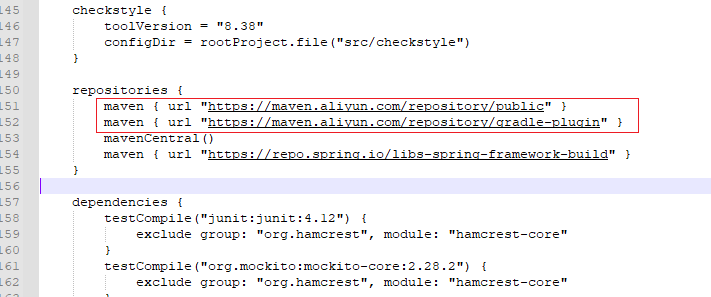 145 checkstyle {
146 toolVersion = "8.38"
147 configDir = rootProject.file("src/checkstyle")
148 }
149
150 repositories {
151 maven { url "https://maven.aliyun.com/repository/public" }
152 maven { url "https://maven.aliyun.com/repository/gradle-plugin" }
153 mavenCentral()
154 maven { url "https://repo.spring.io/libs-spring-framework-build" }
155 }
156
157 dependencies {
158 testCompile("junit:junit:4.12") {
159 exclude group: "org.hamcrest", module: "hamcrest-core"
160 }
161 testCompile("org.mockito:mockito-core:2.28.2") {
162 exclude group: "org.hamcrest", module: "hamcrest-core"